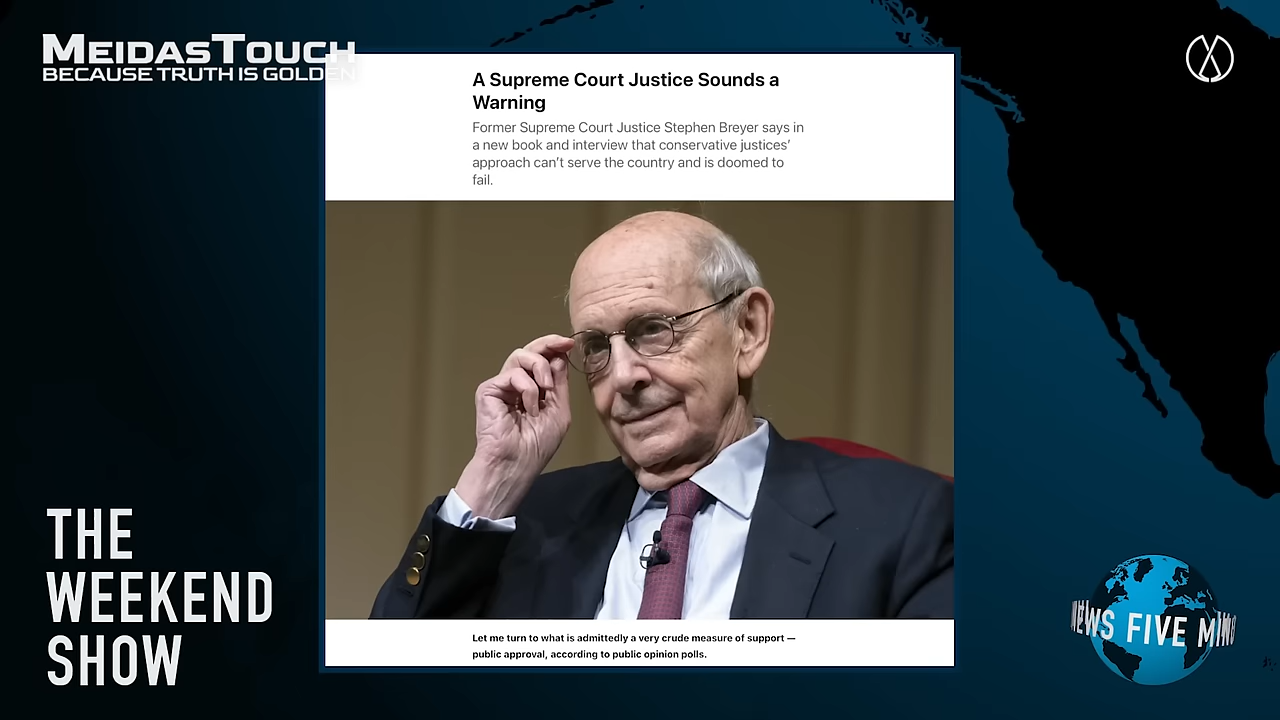 MEIDASTOUCH
BECAUSE TRUTH IS GOLDEN
A Supreme Court Justice Sounds a
Warning
Former Supreme Court Justice Stephen Breyer says in
a new book and interview that conservative justices’
approach can’t serve the country and is doomed to
fail.
Let me turn to what is admittedly a very crude measure of support —
public approval, according to public opinion polls.
THE
WEEKEND
SHOW
NEWS FIVE MINS